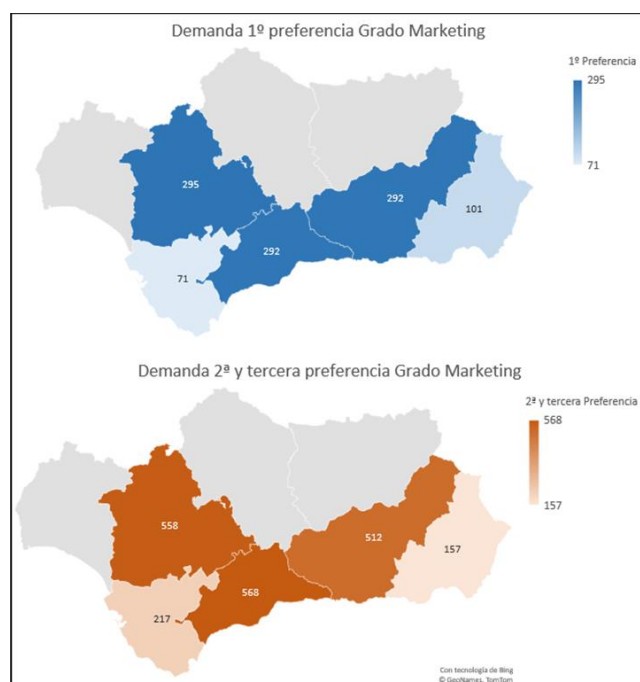 Demanda 1º preferencia Grado Marketing
1º Preferencia
295
71
295
292
101
292
71
Demanda 2ª y tercera preferencia Grado Marketing
2ª y tercera Preferencia
568
157
558
512
157
568
217
Con tecnología de Bing
© GeoNames, TomTom